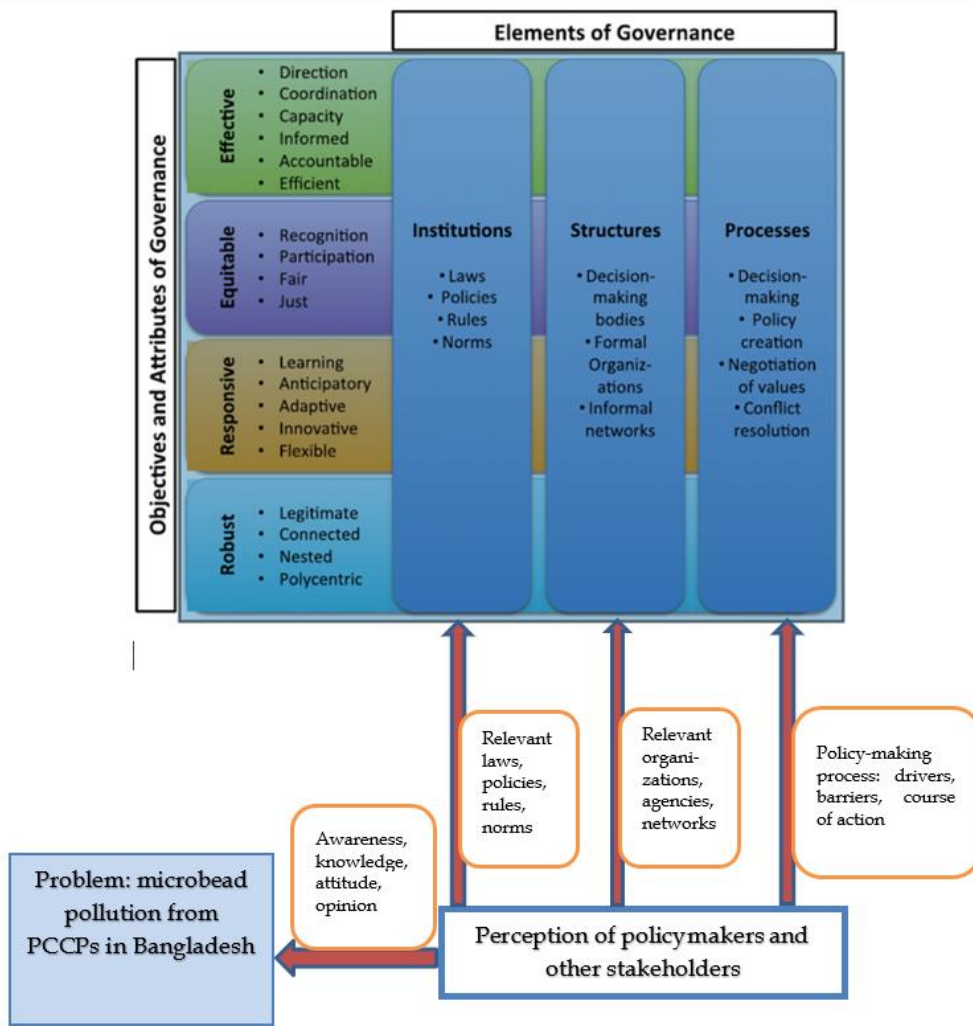 Elements of Governance
Objectives and Attributes of Governance
Effective
• Direction
• Coordination
• Capacity
• Informed
• Accountable
• Efficient
Equitable
• Recognition
• Participation
• Fair
• Just
Responsive
• Learning
• Anticipatory
• Adaptive
• Innovative
• Flexible
Robust
• Legitimate
• Connected
• Nested
• Polycentric
Institutions
• Laws
• Policies
• Rules
• Norms
Structures
• Decision-
making
bodies
• Formal
Organiz-
ations
• Informal
networks
Processes
• Decision-
making
• Policy
creation
• Negotiation
of values
• Conflict
resolution
Relevant
laws,
policies,
rules,
norms
Relevant
organi-
zations,
agencies,
networks
Policy-making
process: drivers,
barriers, course
of action
Awareness,
knowledge,
attitude,
opinion
Problem: microbead
pollution from
PCCPs in Bangladesh
Perception of policymakers and
other stakeholders